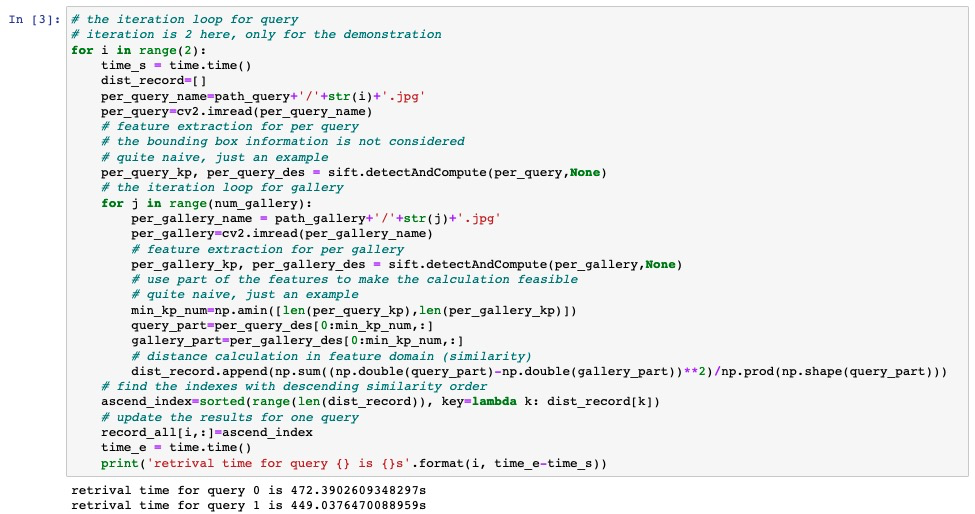 In [3]: # the iteration loop for query
# iteration is 2 here, only for the demonstration
for i in range(2):
    time_s = time.time()
    dist_record=[]
    per_query_name=path_query+'/'+str(i)+'.jpg'
    per_query=cv2.imread(per_query_name)
    # feature extraction for per query
    # the bounding box information is not considered
    # quite naive, just an example
    per_query_kp, per_query_des = sift.detectAndCompute(per_query,None)
    # the iteration loop for gallery
    for j in range(num_gallery):
        per_gallery_name = path_gallery+'/'+str(j)+'.jpg'
        per_gallery=cv2.imread(per_gallery_name)
        # feature extraction for per gallery
        per_gallery_kp, per_gallery_des = sift.detectAndCompute(per_gallery,None)
        # use part of the features to make the calculation feasible
        # quite naive, just an example
        min_kp_num=np.amin([len(per_query_kp),len(per_gallery_kp)])
        query_part=per_query_des[0:min_kp_num,:]
        gallery_part=per_gallery_des[0:min_kp_num,:]
        # distance calculation in feature domain (similarity)
        dist_record.append(np.sum((np.double(query_part)-np.double(gallery_part))**2)/np.prod(np.shape(query_part)))
    # find the indexes with descending similarity order
    ascend_index=sorted(range(len(dist_record)), key=lambda k: dist_record[k])
    # update the results for one query
    record_all[i,:]=ascend_index
    time_e = time.time()
    print('retrival time for query {} is {}s'.format(i, time_e-time_s))
retrival time for query 0 is 472.3902609348297s
retrival time for query 1 is 449.0376470088959s